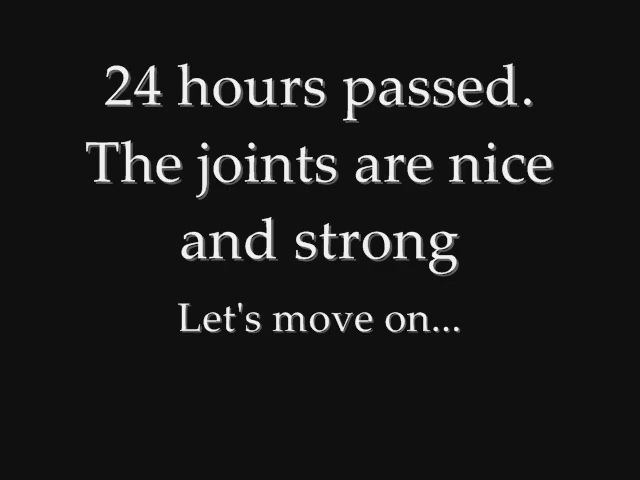 24 hours passed.
The joints are nice
and strong
Let's move on...